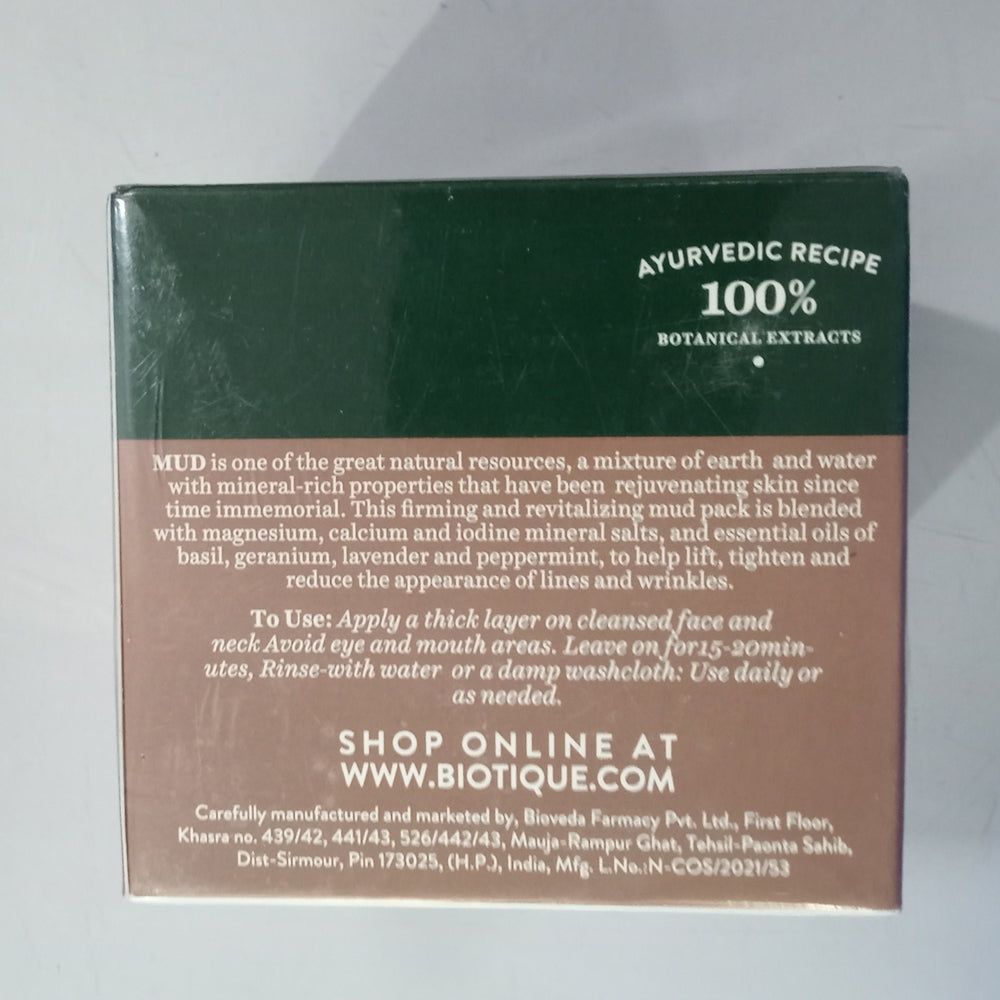 AYURVEDIC RECIPE
100%
BOTANICAL EXTRACTS
MUD is one of the great natural resources, a mixture of earth and water
with mineral-rich properties that have been rejuvenating skin since
time immemorial. This firming and revitalizing mud pack is blended
with magnesium, calcium and iodine mineral salts, and essential oils of
basil, geranium, lavender and peppermint, to help lift, tighten and
reduce the appearance of lines and wrinkles.
To Use: Apply a thick layer on cleansed face and
neck Avoid eye and mouth areas. Leave on for15-20min-
utes, Rinse-with water or a damp washcloth: Use daily or
as needed.
SHOP ONLINE AT
WWW.BIOTIQUE.COM
Carefully manufactured and marketed by, Bioveda Farmacy Pvt. Ltd., First Floor,
Khasra no. 439/42, 441/43, 526/442/43, Mauja-Rampur Ghat, Tehsil-Paonta Sahib,
Dist-Sirmour, Pin 173025, (H.P.), India, Mfg. L.No.:N-COS/2021/53